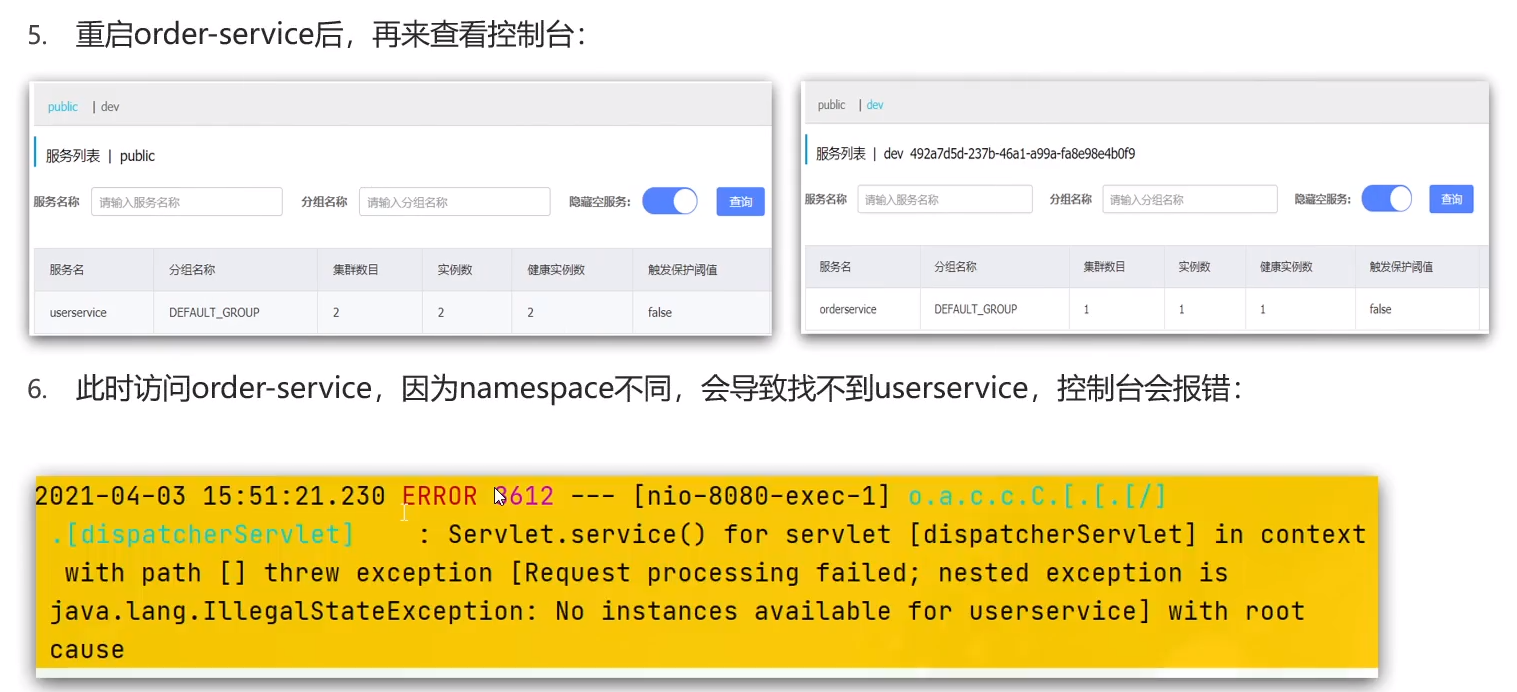 5. 重启order-service后，再来查看控制台：
public | dev
服务列表 | public
服务名称 请输入服务名称 分组名称 请输入分组名称 隐藏空服务: 查询
服务名 分组名称 集群数目 实例数 健康实例数 触发保护阈值
userservice DEFAULT_GROUP 2 2 2 false
public | dev
服务列表 | dev 492a7d5d-237b-46a1-a99a-fa8e98e4b0f9
服务名称 请输入服务名称 分组名称 请输入分组名称 隐藏空服务: 查询
服务名 分组名称 集群数目 实例数 健康实例数 触发保护阈值
orderservice DEFAULT_GROUP 1 1 1 false
6. 此时访问order-service，因为namespace不同，会导致找不到userservice，控制台会报错：
2021-04-03 15:51:21.230 ERROR 3612 --- [nio-8080-exec-1] o.a.c.c.C.[.[.[/]
.[dispatcherServlet] : Servlet.service() for servlet [dispatcherServlet] in context
with path [] threw exception [Request processing failed; nested exception is
java.lang.IllegalStateException: No instances available for userservice] with root
cause